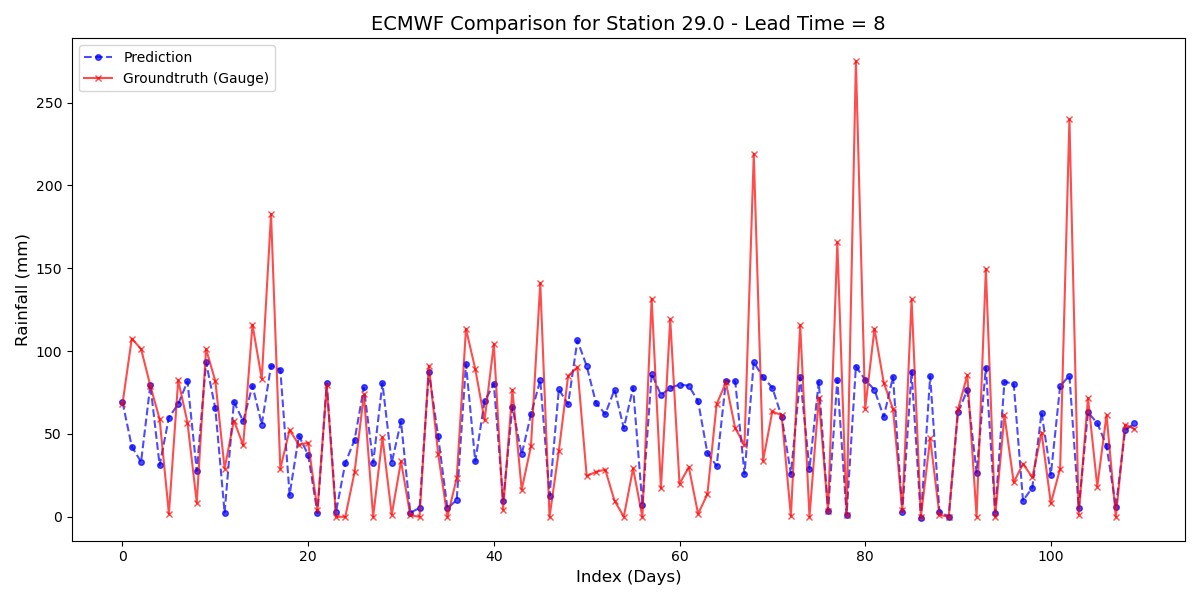 ECMWF Comparison for Station 29.0 - Lead Time = 8
Prediction
Groundtruth (Gauge)
Rainfall (mm)
250
200
150
100
50
0
0 20 40 60 80 100
Index (Days)